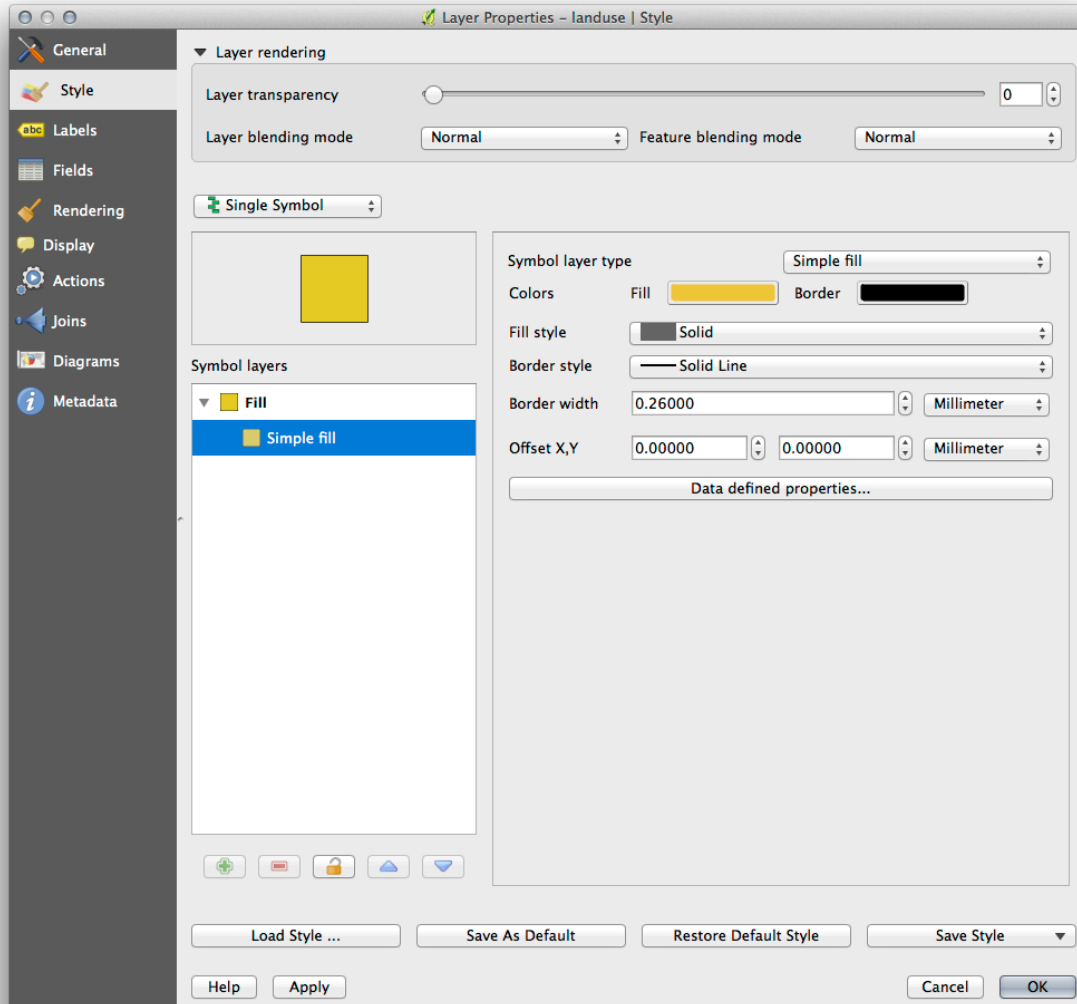 Layer Properties – landuse | Style
General
Style
abc Labels
Fields
Rendering
Display
Actions
Joins
Diagrams
i Metadata
Layer rendering
Layer transparency 0
Layer blending mode Normal Feature blending mode Normal
Single Symbol
Symbol layers
Fill
Simple fill
Symbol layer type Simple fill
Colors Fill Border
Fill style Solid
Border style Solid Line
Border width 0.26000 Millimeter
Offset X,Y 0.00000 0.00000 Millimeter
Data defined properties...
Load Style ... Save As Default Restore Default Style Save Style
Help Apply Cancel OK